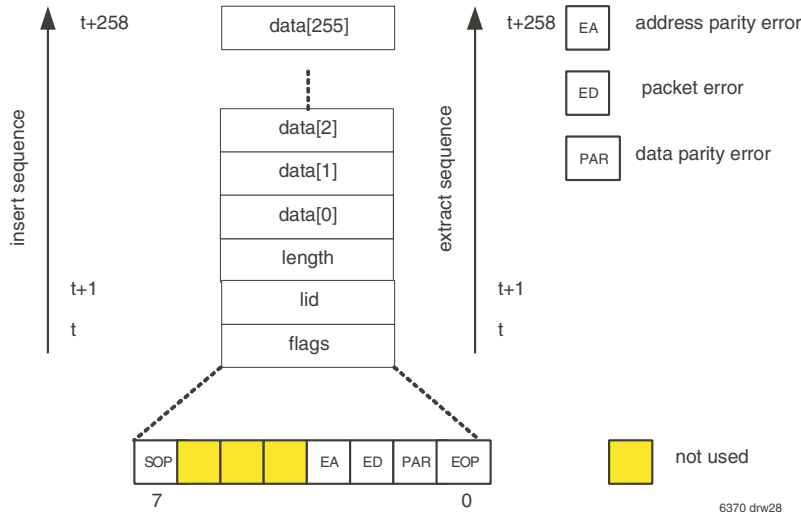 t+258
data[255]
t+258
EA
address parity error
ED
packet error
PAR
data parity error
insert sequence
extract sequence
data[2]
data[1]
data[0]
length
t+1
lid
t+1
t
flags
t
SOP
EA
ED
PAR
EOP
not used
7
0
6370 drw28